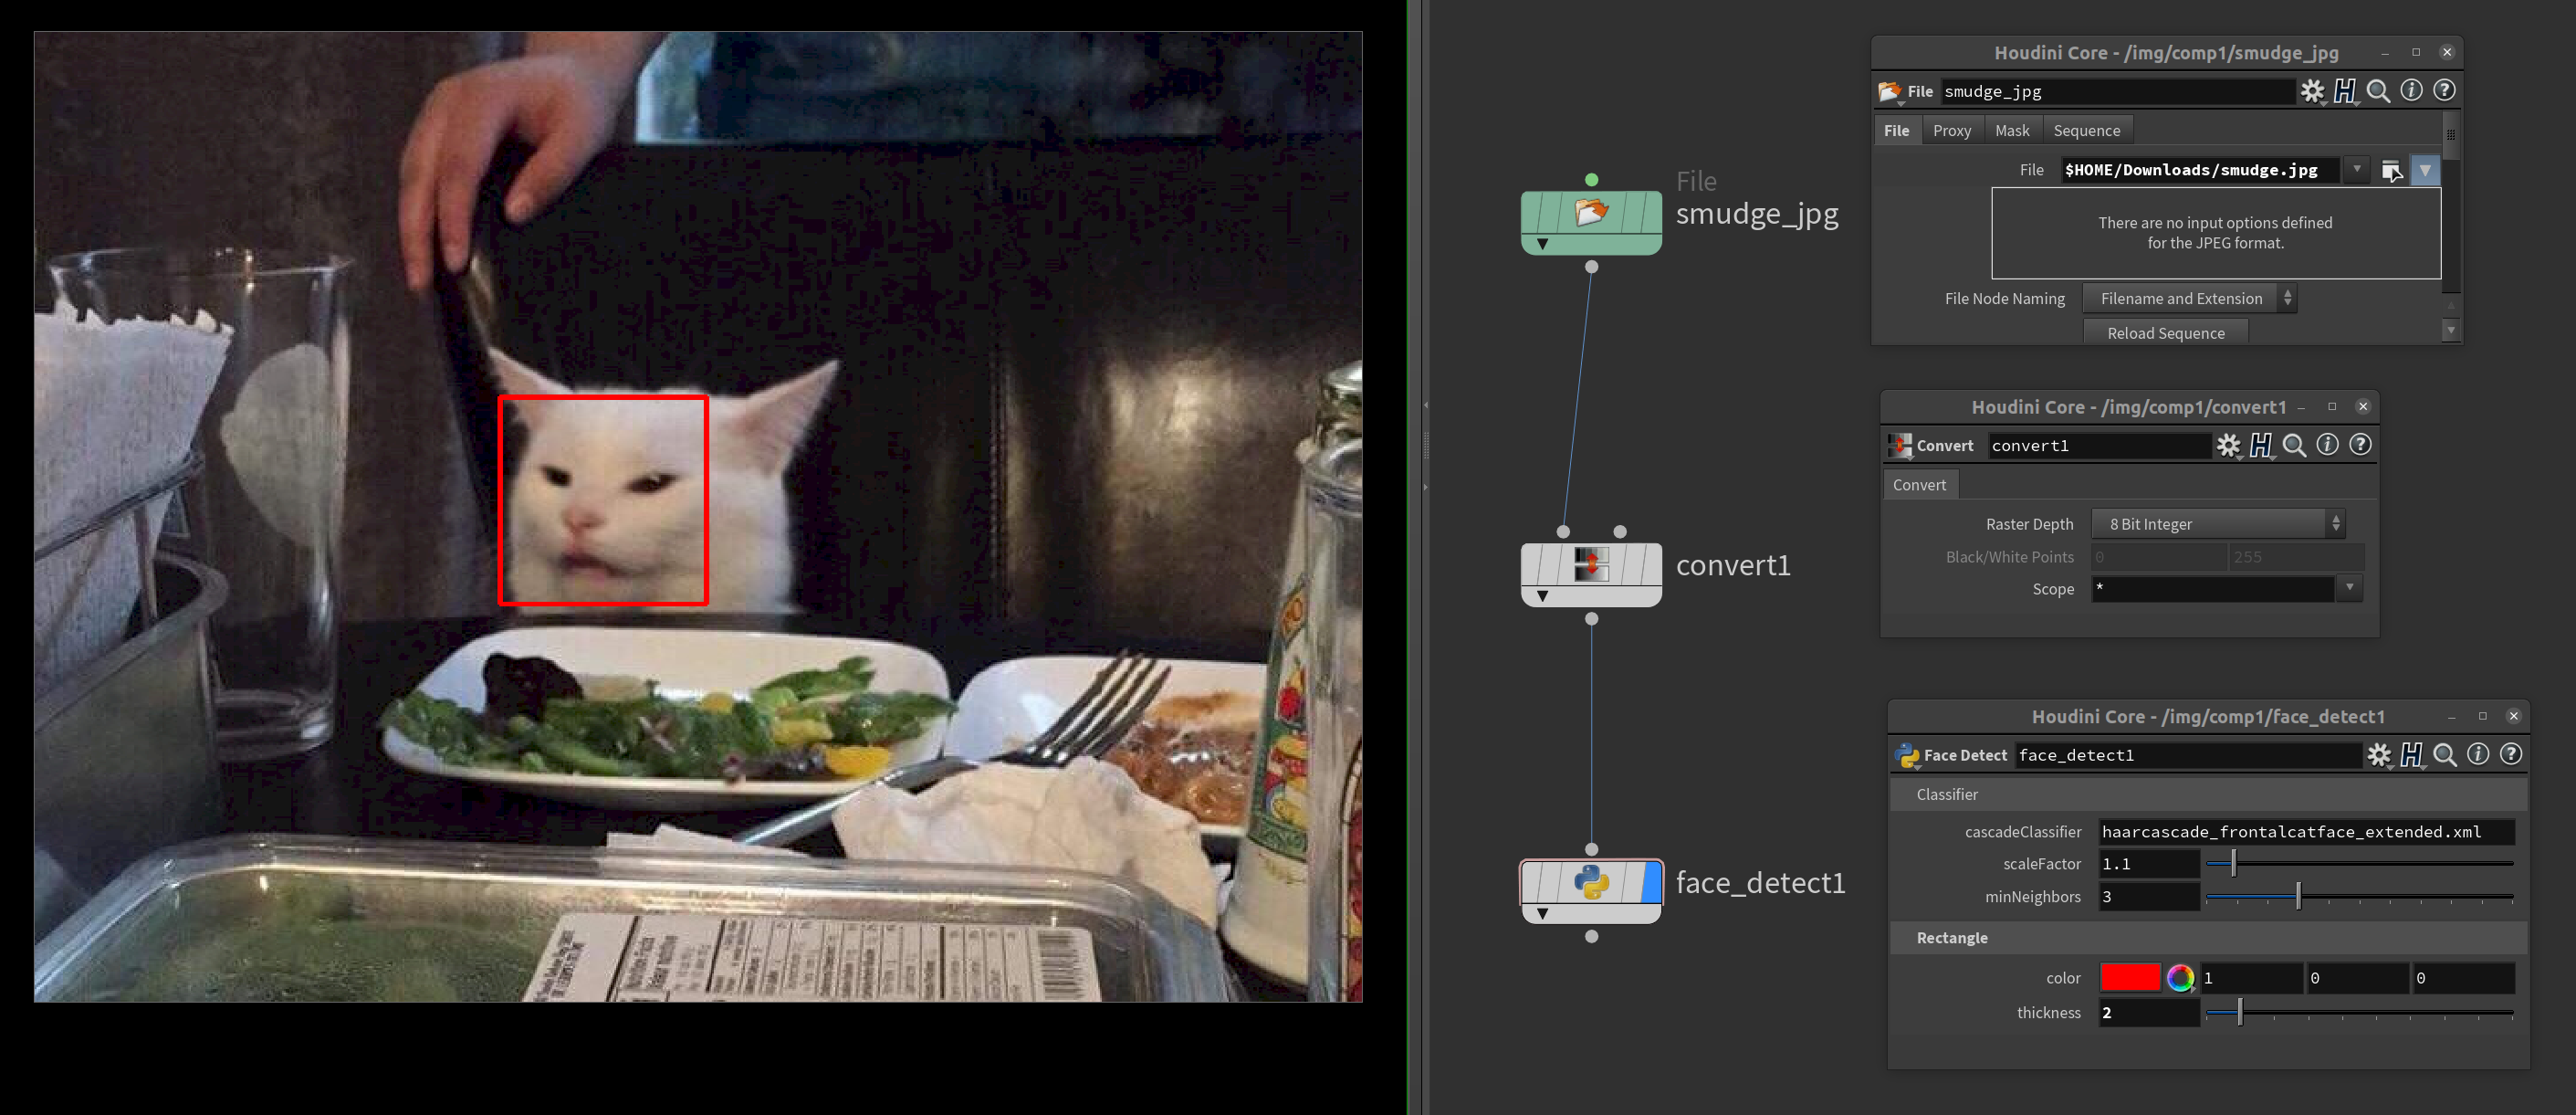 File
smudge_jpg
convert1
face_detect1
Houdini Core - /img/comp1/smudge_jpg
File smudge_jpg
File Proxy Mask Sequence
File $HOME/Downloads/smudge.jpg
There are no input options defined
for the JPEG format.
File Node Naming Filename and Extension
Reload Sequence
Houdini Core - /img/comp1/convert1
Convert convert1
Convert
Raster Depth 8 Bit Integer
Black/White Points 0 255
Scope *
Houdini Core - /img/comp1/face_detect1
Face Detect face_detect1
Classifier
cascadeClassifier haarcascade_frontalcatface_extended.xml
scaleFactor 1.1
minNeighbors 3
Rectangle
color 1 0 0
thickness 2